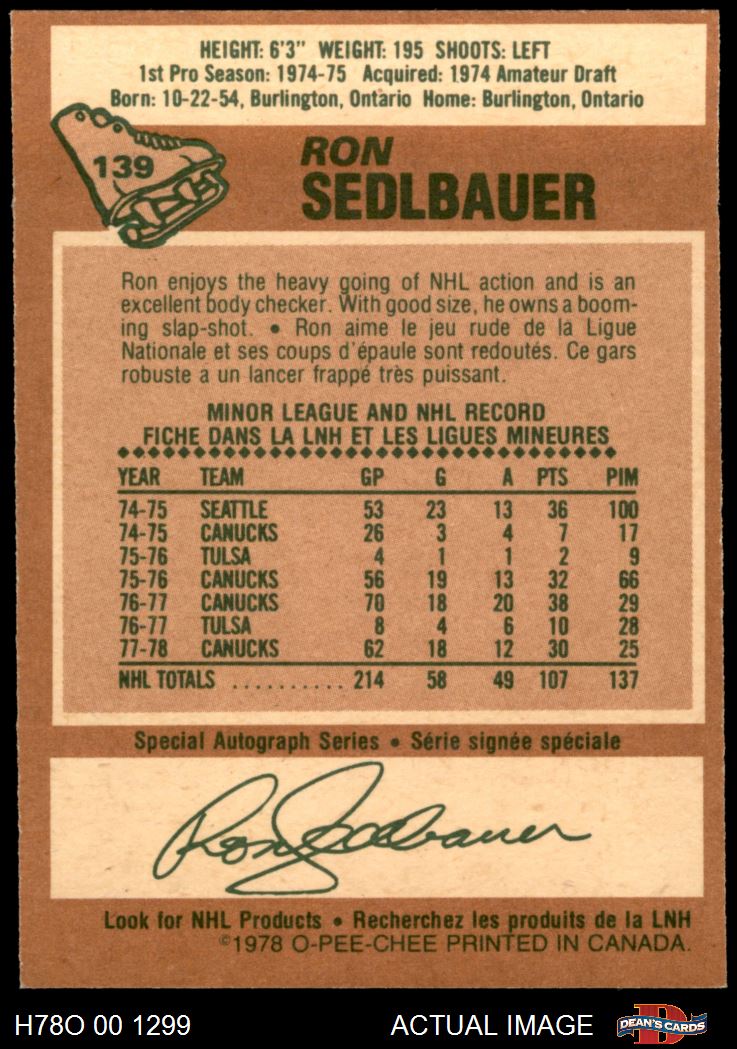 HEIGHT: 6'3" WEIGHT: 195 SHOOTS: LEFT
1st Pro Season: 1974-75 Acquired: 1974 Amateur Draft
Born: 10-22-54, Burlington, Ontario Home: Burlington, Ontario
139
RON
SEDLBAUER
Ron enjoys the heavy going of NHL action and is an
excellent body checker. With good size, he owns a boom-
ing slap-shot. • Ron aime le jeu rude de la Ligue
Nationale et ses coups d'épaule sont redoutés. Ce gars
robuste a un lancer frappé très puissant.
MINOR LEAGUE AND NHL RECORD
FICHE DANS LA LNH ET LES LIGUES MINEURES
YEAR TEAM GP G A PTS PIM
74-75 SEATTLE 53 23 13 36 100
74-75 CANUCKS 26 3 4 7 17
75-76 TULSA 4 1 1 2 9
75-76 CANUCKS 56 19 13 32 66
76-77 CANUCKS 70 18 20 38 29
76-77 TULSA 8 4 6 10 28
77-78 CANUCKS 62 18 12 30 25
NHL TOTALS .......... 214 58 49 107 137
Special Autograph Series • Série signée spéciale
Ron Sedlbauer
Look for NHL Products • Recherchez les produits de la LNH
©1978 O-PEE-CHEE PRINTED IN CANADA.
H78O 00 1299 ACTUAL IMAGE D DEAN'S CARDS